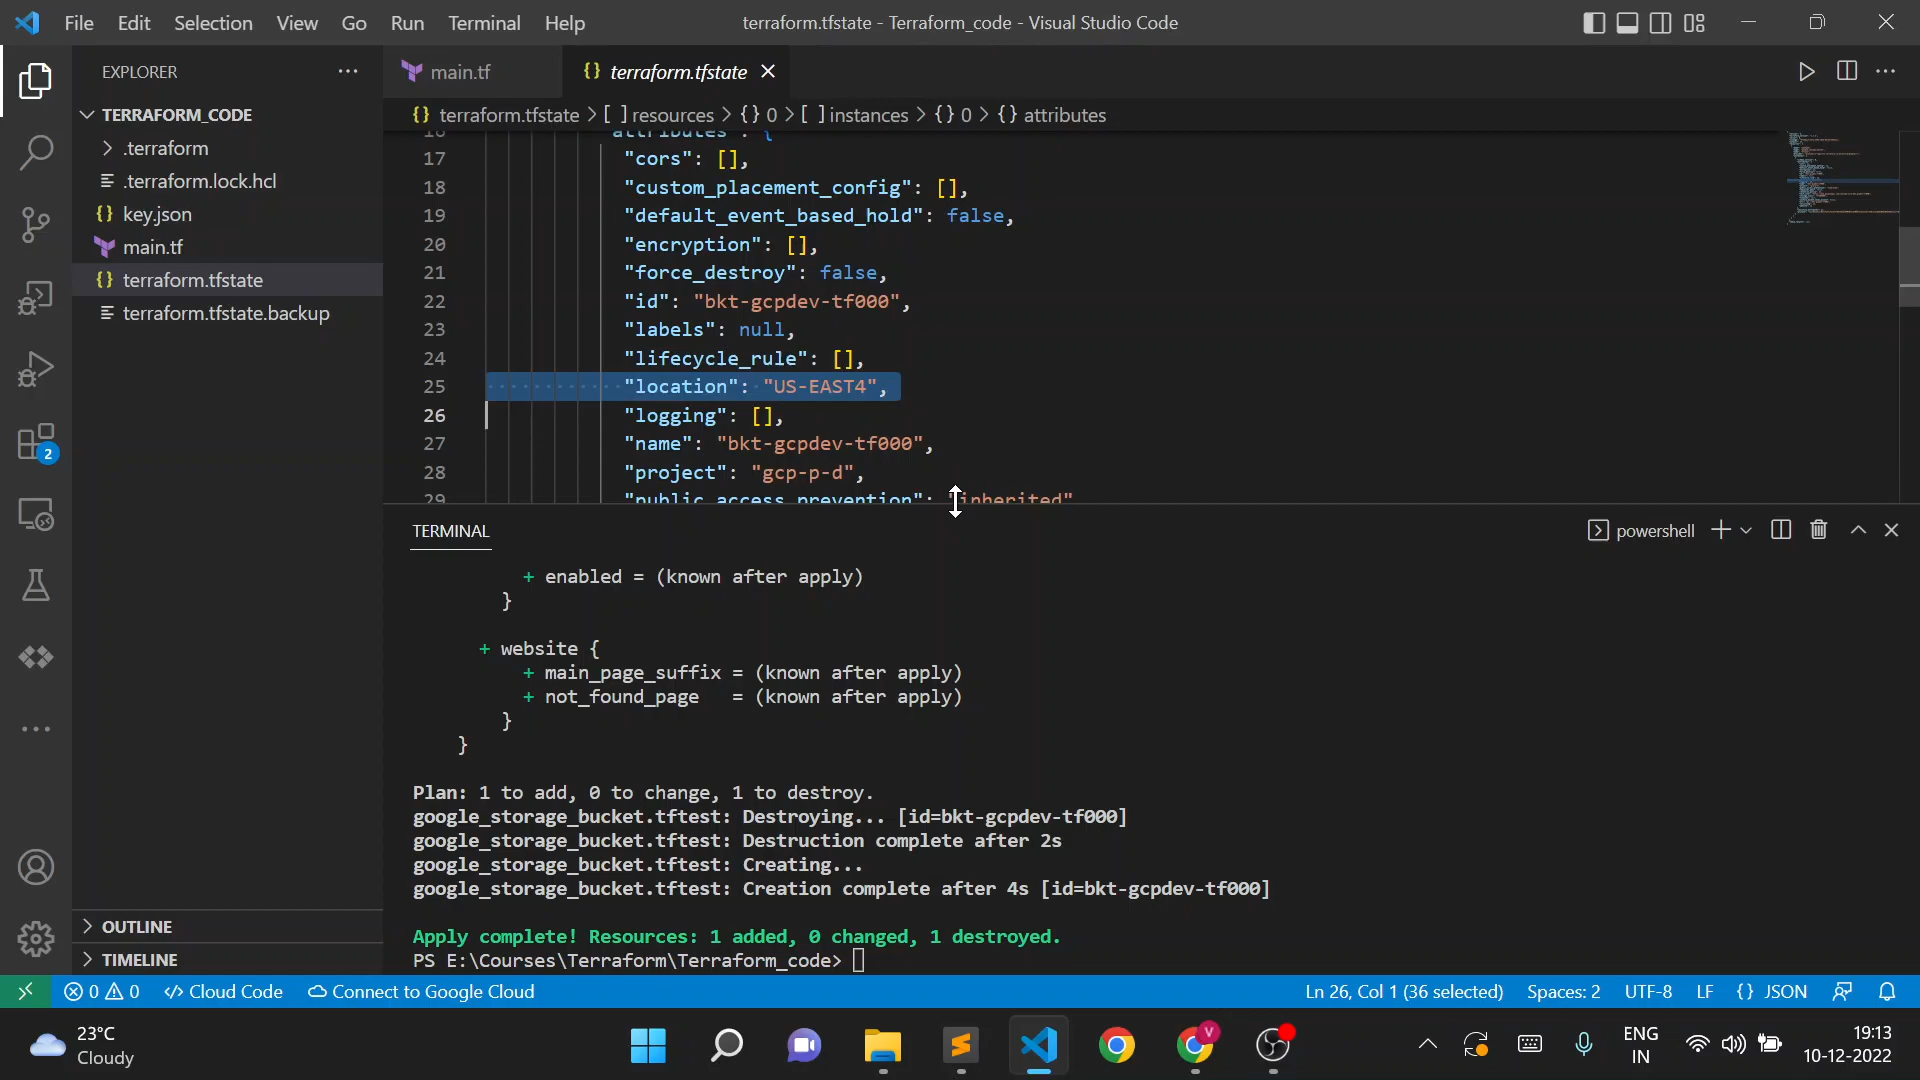 File Edit Selection View Go Run Terminal Help
terraform.tfstate - Terraform_code - Visual Studio Code
EXPLORER
TERRAFORM_CODE
.terraform
.terraform.lock.hcl
{} key.json
main.tf
{} terraform.tfstate
terraform.tfstate.backup
2
OUTLINE
TIMELINE
main.tf
{} terraform.tfstate
{} terraform.tfstate > [ ] resources > {} 0 > [ ] instances > {} 0 > {} attributes
16 "attributes": {
17 "cors": [],
18 "custom_placement_config": [],
19 "default_event_based_hold": false,
20 "encryption": [],
21 "force_destroy": false,
22 "id": "bkt-gcpdev-tf000",
23 "labels": null,
24 "lifecycle_rule": [],
25 "location": "US-EAST4",
26 "logging": [],
27 "name": "bkt-gcpdev-tf000",
28 "project": "gcp-p-d",
29 "public_access_prevention": "inherited"
TERMINAL
powershell
+ enabled = (known after apply)
}
+ website {
+ main_page_suffix = (known after apply)
+ not_found_page = (known after apply)
}
}
Plan: 1 to add, 0 to change, 1 to destroy.
google_storage_bucket.tftest: Destroying... [id=bkt-gcpdev-tf000]
google_storage_bucket.tftest: Destruction complete after 2s
google_storage_bucket.tftest: Creating...
google_storage_bucket.tftest: Creation complete after 4s [id=bkt-gcpdev-tf000]
Apply complete! Resources: 1 added, 0 changed, 1 destroyed.
PS E:\Courses\Terraform\Terraform_code>
0 0 Cloud Code Connect to Google Cloud
Ln 26, Col 1 (36 selected) Spaces: 2 UTF-8 LF {} JSON
23°C
Cloudy
V
ENG
IN
19:13
10-12-2022